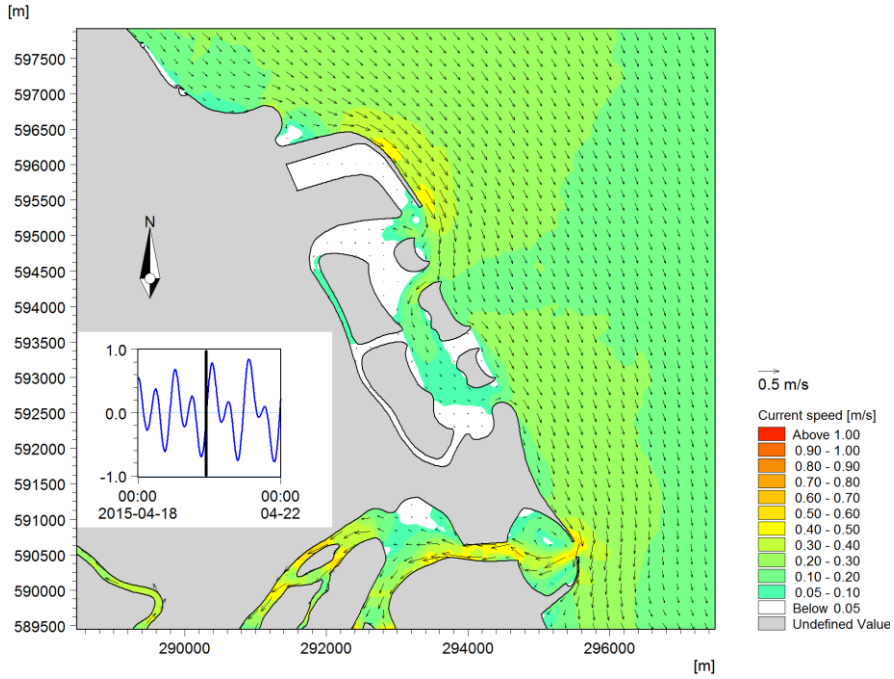 [m]
597500
597000
596500
596000
595500
595000
594500
594000
593500
593000
592500
592000
591500
591000
590500
590000
589500
N
1.0
0.0
-1.0
00:00 00:00
2015-04-18 04-22
290000 292000 294000 296000
[m]
0.5 m/s
Current speed [m/s]
Above 1.00
0.90 - 1.00
0.80 - 0.90
0.70 - 0.80
0.60 - 0.70
0.50 - 0.60
0.40 - 0.50
0.30 - 0.40
0.20 - 0.30
0.10 - 0.20
0.05 - 0.10
Below 0.05
Undefined Value